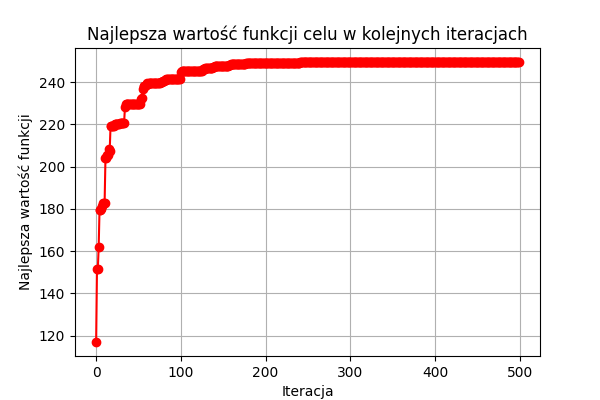 Najlepsza wartość funkcji celu w kolejnych iteracjach
Najlepsza wartość funkcji
240
220
200
180
160
140
120
0 100 200 300 400 500
Iteracja